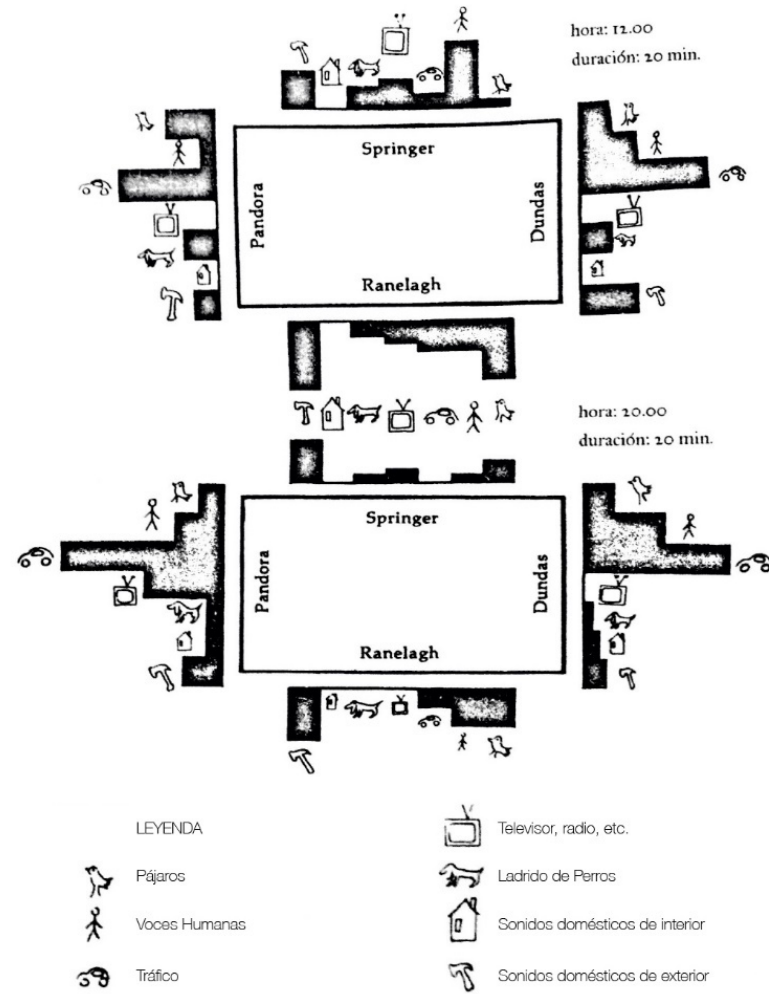 hora: 12.00
duración: 20 min.
Springer
Pandora
Dundas
Ranelagh
hora: 20.00
duración: 20 min.
Springer
Pandora
Dundas
Ranelagh
LEYENDA
Televisor, radio, etc.
Pájaros
Ladrido de Perros
Voces Humanas
Sonidos domésticos de interior
Tráfico
Sonidos domésticos de exterior